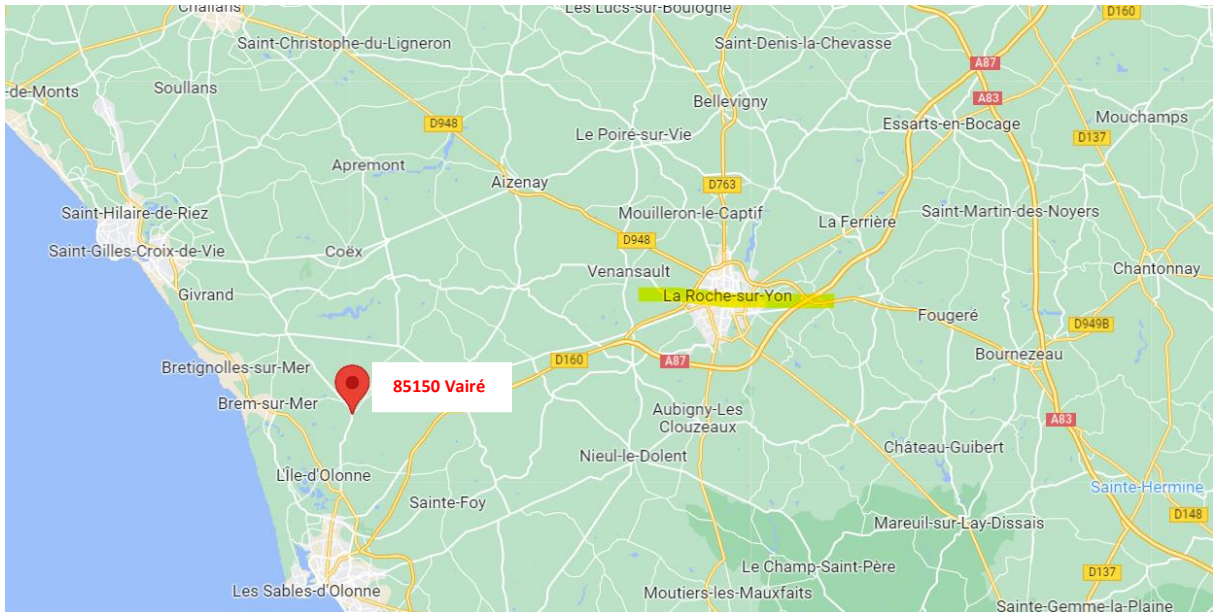 Challans
Les Lucs-sur-Boulogne
D160
Saint-Christophe-du-Ligneron
Saint-Denis-la-Chevasse
A87
-de-Monts
Soullans
Bellevigny
A83
D948
Le Poiré-sur-Vie
Essarts-en-Bocage
Mouchamps
D137
Apremont
Aizenay
D763
Saint-Hilaire-de-Riez
Mouilleron-le-Captif
La Ferrière
Saint-Martin-des-Noyers
D948
Saint-Gilles-Croix-de-Vie
Coëx
Venansault
Chantonnay
Givrand
La Roche-sur-Yon
Fougeré
D949B
Bretignolles-sur-Mer
D160
A87
Bournezeau
85150 Vairé
Brem-sur-Mer
Aubigny-Les
Clouzeaux
A83
Château-Guibert
Nieul-le-Dolent
L'Île-d'Olonne
Sainte-Hermine
Sainte-Foy
D148
Mareuil-sur-Lay-Dissais
Le Champ-Saint-Père
D137
Les Sables-d'Olonne
Moutiers-les-Mauxfaits
Sainte-Gemme-la-Plaine